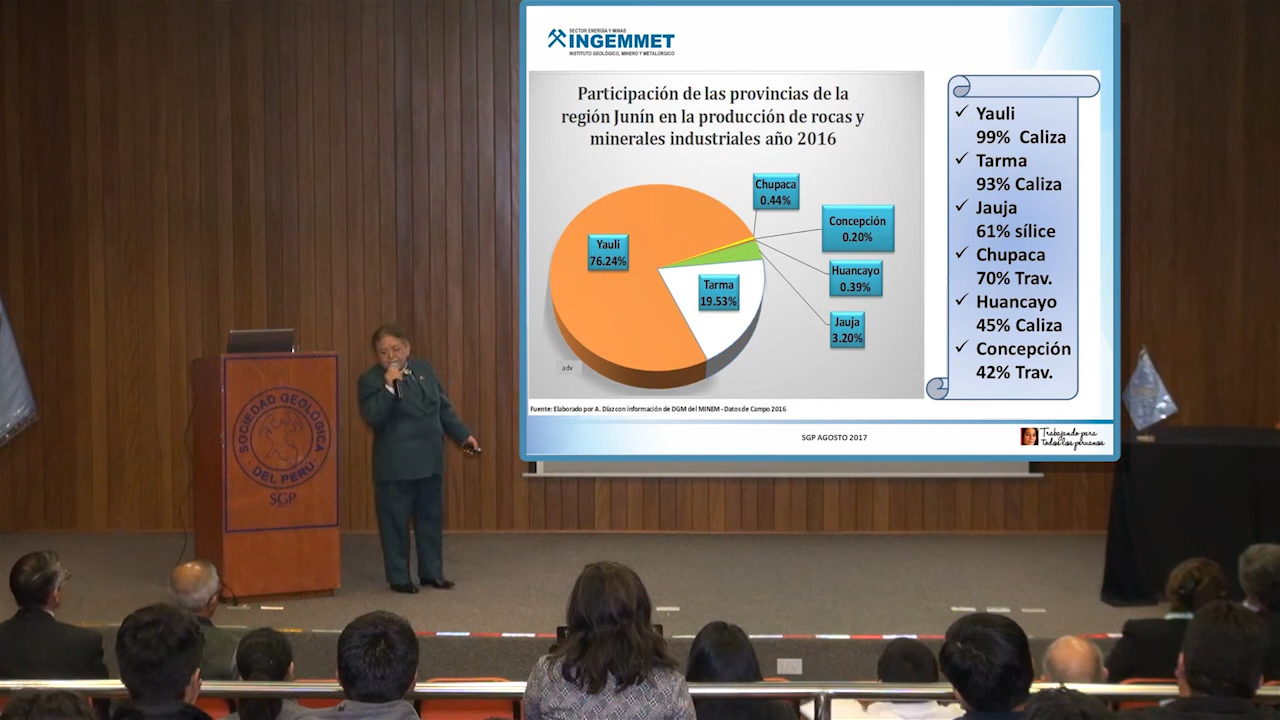 SECTOR ENERGÍA Y MINAS
INGEMMET
INSTITUTO GEOLÓGICO, MINERO Y METALÚRGICO
Participación de las provincias de la
región Junín en la producción de rocas y
minerales industriales año 2016
Chupaca
0.44%
Concepción
0.20%
Yauli
76.24%
Huancayo
0.39%
Tarma
19.53%
Jauja
3.20%
adv
Fuente: Elaborado por A. Díaz con información de DGM del MINEM - Datos de Campo 2016
✓ Yauli
99% Caliza
✓ Tarma
93% Caliza
✓ Jauja
61% sílice
✓ Chupaca
70% Trav.
✓ Huancayo
45% Caliza
✓ Concepción
42% Trav.
SGP AGOSTO 2017
Trabajando para
todos los peruanos
SOCIEDAD GEOLÓGICA
DEL PERU
SGP